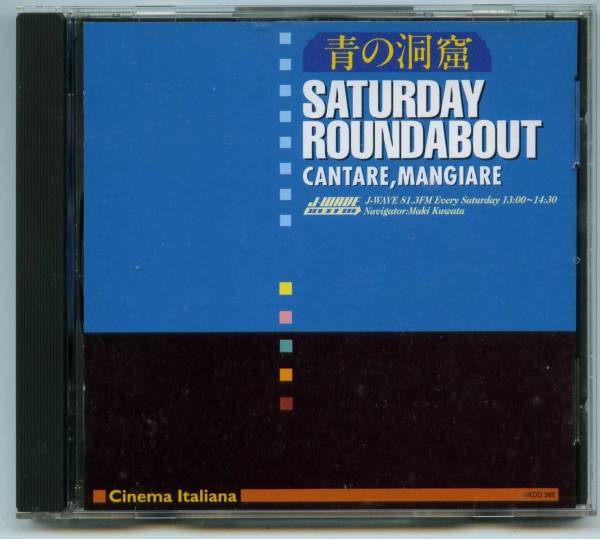 青の洞窟
SATURDAY
ROUNDABOUT
CANTARE, MANGIARE
J-WAVE
J-WAVE 81.3FM Every Saturday 13:00~14:30
Navigator:Maki Kuwata
Cinema Italiana